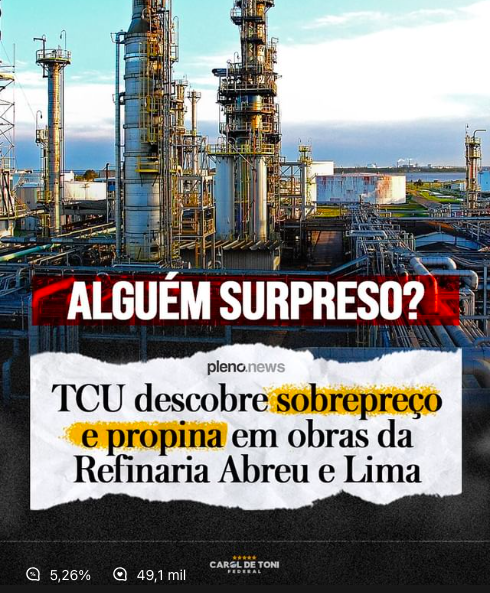 ALGUÉM SURPRESO?
pleno.news
TCU descobre sobrepreço
e propina em obras da
Refinaria Abreu e Lima
CAROL DE TONI
FEDERAL
5,26%
49,1 mil